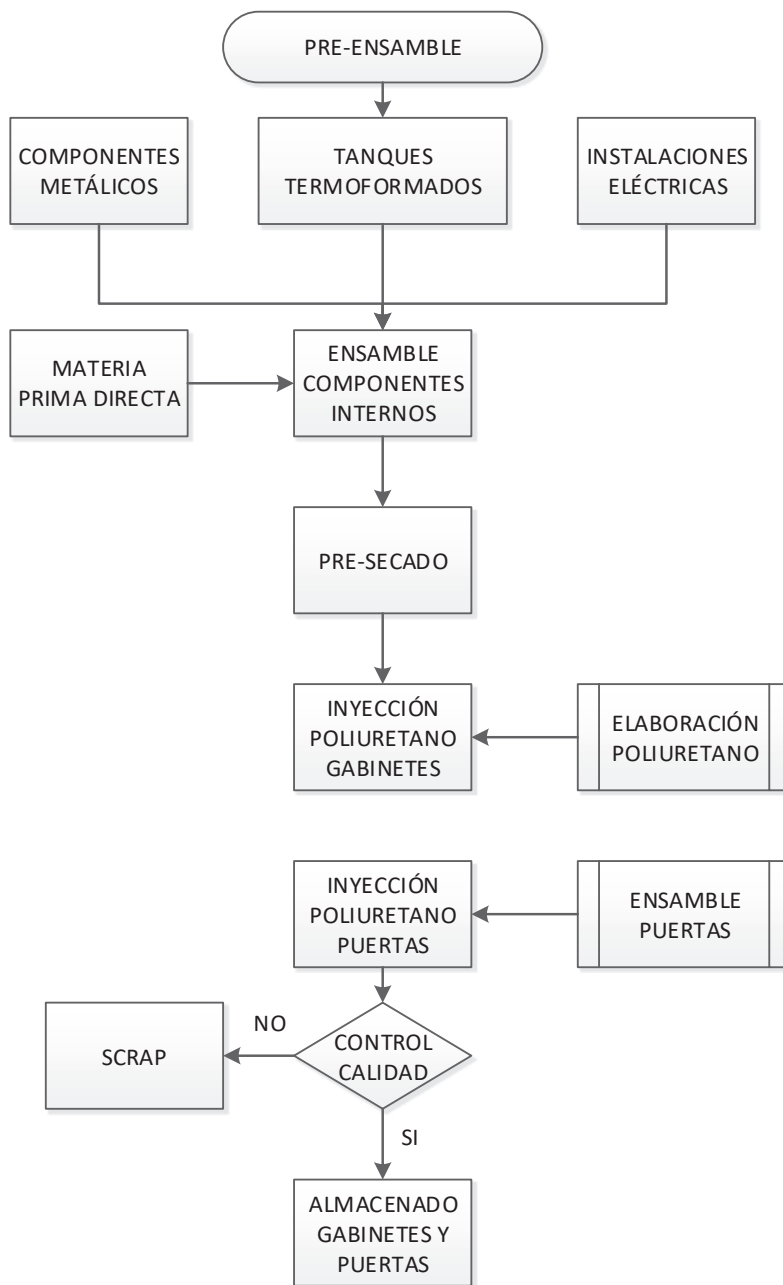 PRE-ENSAMBLE
COMPONENTES
METÁLICOS
TANQUES
TERMOFORMADOS
INSTALACIONES
ELÉCTRICAS
MATERIA
PRIMA DIRECTA
ENSAMBLE
COMPONENTES
INTERNOS
PRE-SECADO
INYECCIÓN
POLIURETANO
GABINETES
ELABORACIÓN
POLIURETANO
INYECCIÓN
POLIURETANO
PUERTAS
ENSAMBLE
PUERTAS
NO
SCRAP
CONTROL
CALIDAD
SI
ALMACENADO
GABINETES Y
PUERTAS